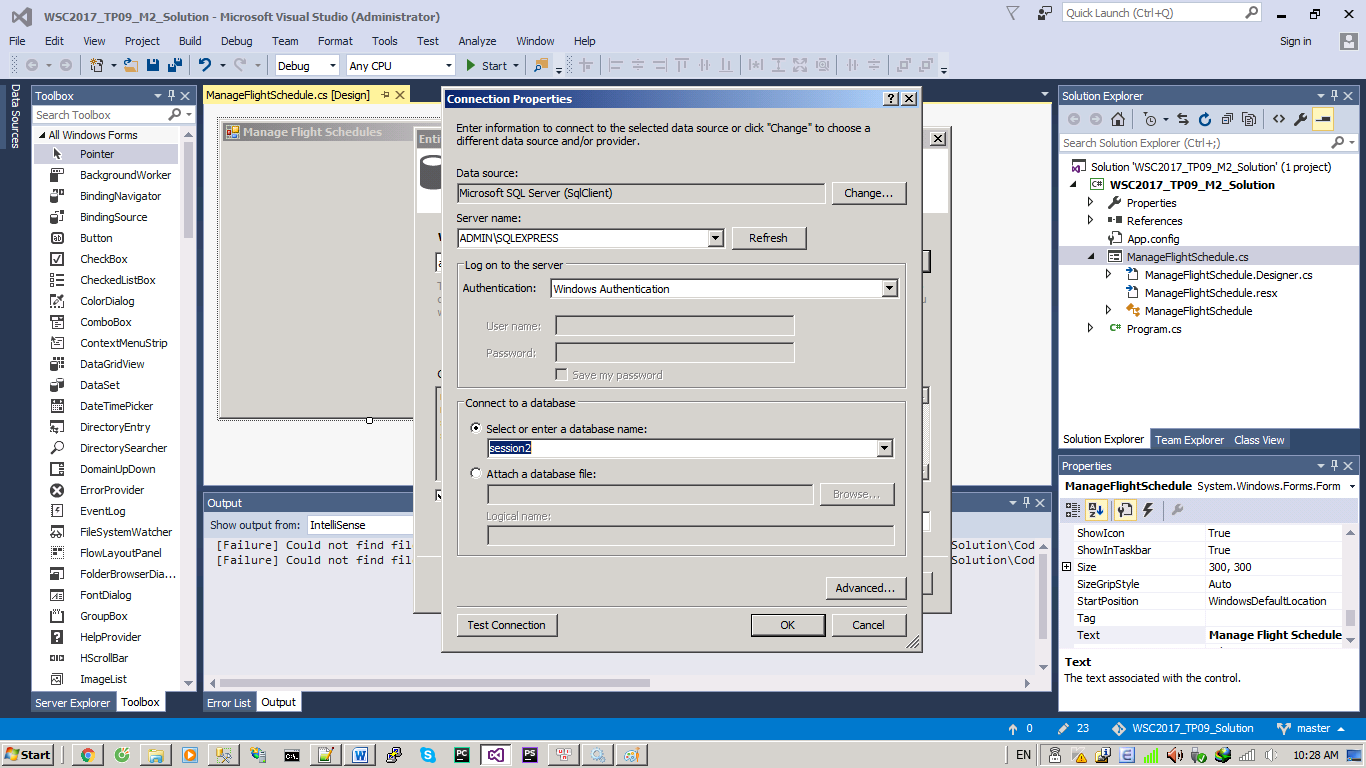 WSC2017_TP09_M2_Solution - Microsoft Visual Studio (Administrator)
Quick Launch (Ctrl+Q)
File Edit View Project Build Debug Team Format Tools Test Analyze Window Help
Sign in
Debug Any CPU Start
Data Sources
Toolbox
Search Toolbox
All Windows Forms
Pointer
BackgroundWorker
BindingNavigator
BindingSource
Button
CheckBox
CheckedListBox
ColorDialog
ComboBox
ContextMenuStrip
DataGridView
DataSet
DateTimePicker
DirectoryEntry
DirectorySearcher
DomainUpDown
ErrorProvider
EventLog
FileSystemWatcher
FlowLayoutPanel
FolderBrowserDia...
FontDialog
GroupBox
HelpProvider
HScrollBar
ImageList
Server Explorer Toolbox
ManageFlightSchedule.cs [Design]
Manage Flight Schedules
Connection Properties
Enter information to connect to the selected data source or click "Change" to choose a
different data source and/or provider.
Data source:
Microsoft SQL Server (SqlClient)
Change...
Server name:
ADMIN\SQLEXPRESS
Refresh
Log on to the server
Authentication: Windows Authentication
User name:
Password:
Save my password
Connect to a database
Select or enter a database name:
session2
Attach a database file:
Browse...
Logical name:
Advanced...
Test Connection OK Cancel
Output
Show output from: IntelliSense
[Failure] Could not find file
[Failure] Could not find file
Solution\Cod
Solution\Cod
Error List Output
Solution Explorer
Search Solution Explorer (Ctrl+;)
Solution 'WSC2017_TP09_M2_Solution' (1 project)
WSC2017_TP09_M2_Solution
Properties
References
App.config
ManageFlightSchedule.cs
ManageFlightSchedule.Designer.cs
ManageFlightSchedule.resx
ManageFlightSchedule
Program.cs
Solution Explorer Team Explorer Class View
Properties
ManageFlightSchedule System.Windows.Forms.Form
ShowIcon True
ShowInTaskbar True
Size 300, 300
SizeGripStyle Auto
StartPosition WindowsDefaultLocation
Tag
Text Manage Flight Schedule
Text
The text associated with the control.
0 23 WSC2017_TP09_Solution master
Start
EN
10:28 AM